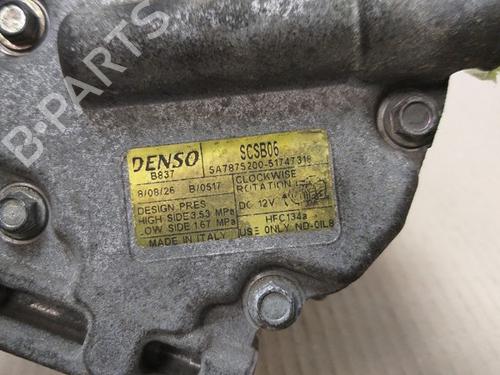 B-PARTS
DENSO SCSB06
B837 5A7875200-51747318
8/08/26 B/0517 CLOCKWISE
ROTATION
DESIGN PRES DC 12V
HIGH SIDE 3.53 MPa HFC134a
LOW SIDE 1.67 MPa USE ONLY ND-OIL8
MADE IN ITALY